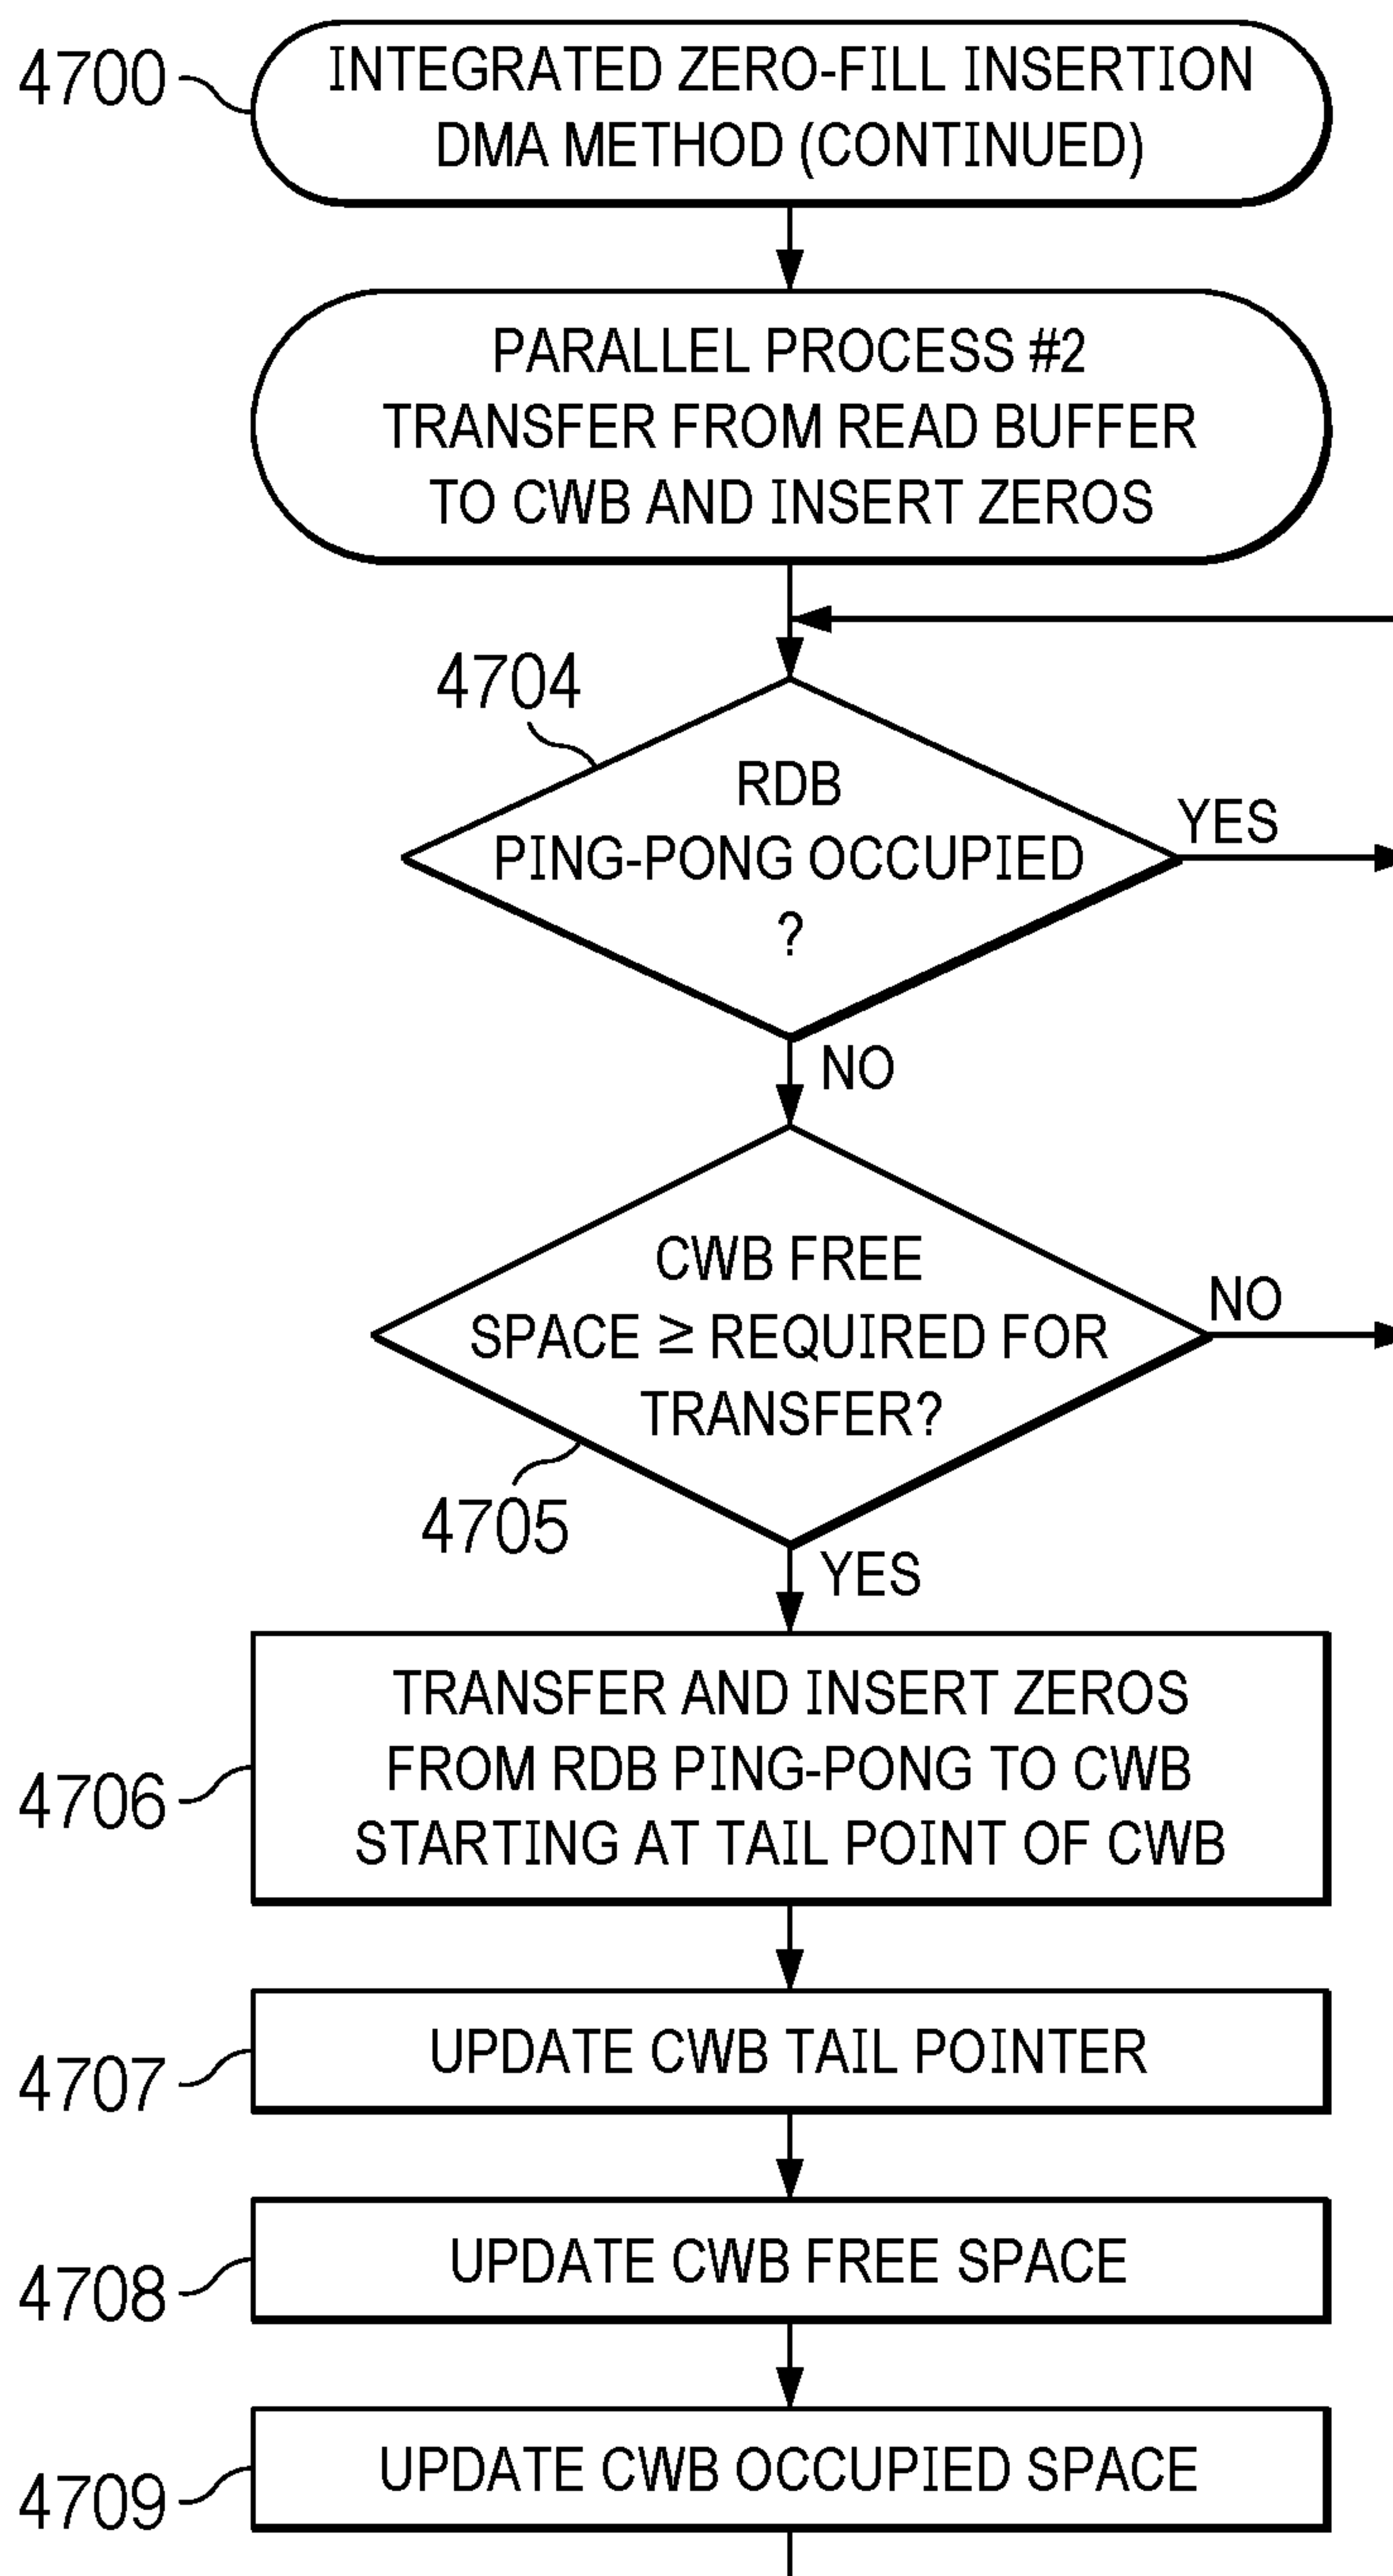 4700
INTEGRATED ZERO-FILL INSERTION
DMA METHOD (CONTINUED)
PARALLEL PROCESS #2
TRANSFER FROM READ BUFFER
TO CWB AND INSERT ZEROS
4704
RDB
PING-PONG OCCUPIED
?
YES
NO
CWB FREE
SPACE ≥ REQUIRED FOR
TRANSFER?
NO
4705
YES
4706
TRANSFER AND INSERT ZEROS
FROM RDB PING-PONG TO CWB
STARTING AT TAIL POINT OF CWB
4707
UPDATE CWB TAIL POINTER
4708
UPDATE CWB FREE SPACE
4709
UPDATE CWB OCCUPIED SPACE